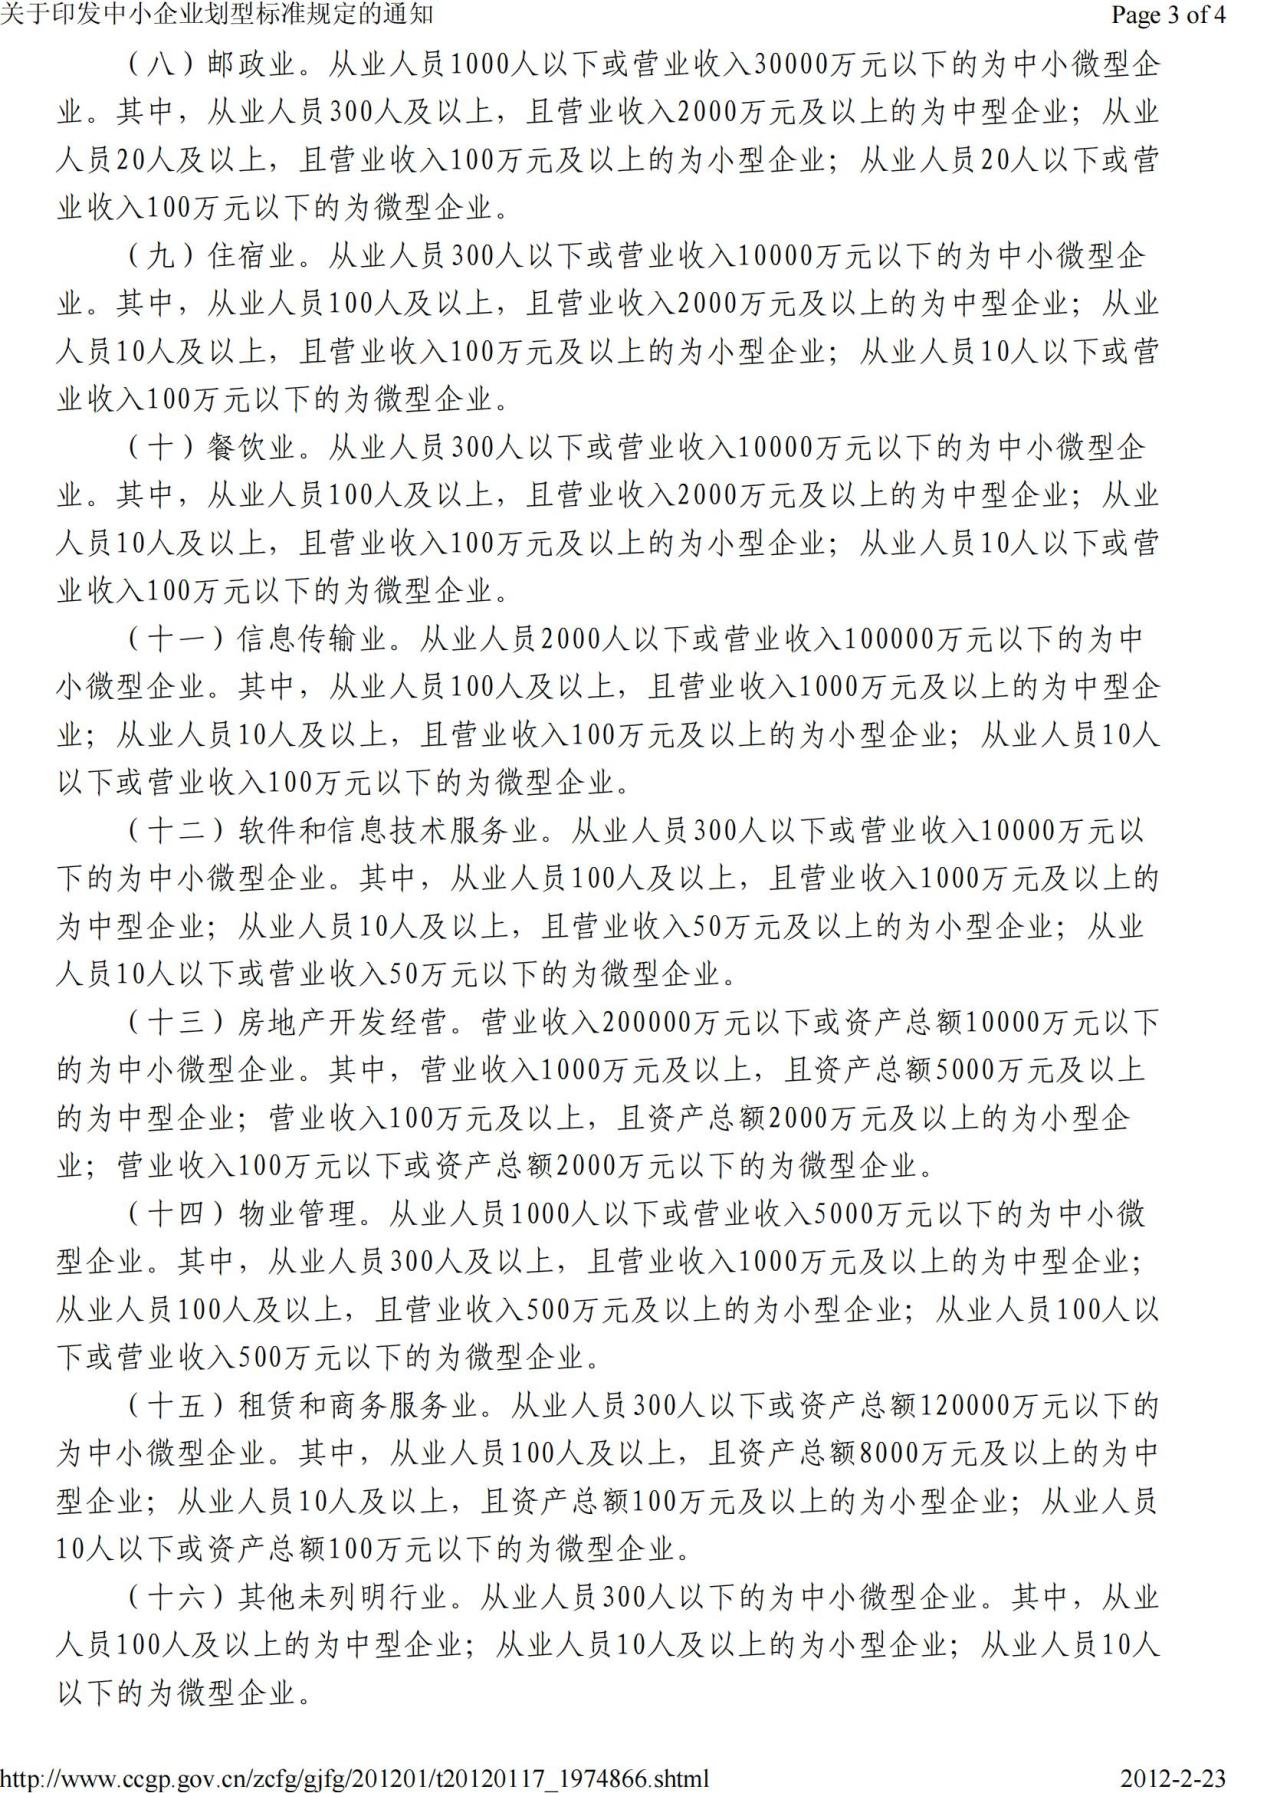 关于印发中小企业划型标准规定的通知
Page 3 of 4
（八）邮政业。从业人员1000人以下或营业收入30000万元以下的为中小微型企
业。其中，从业人员300人及以上，且营业收入2000万元及以上的为中型企业；从业
人员20人及以上，且营业收入100万元及以上的为小型企业；从业人员20人以下或营
业收入100万元以下的为微型企业。
（九）住宿业。从业人员300人以下或营业收入10000万元以下的为中小微型企
业。其中，从业人员100人及以上，且营业收入2000万元及以上的为中型企业；从业
人员10人及以上，且营业收入100万元及以上的为小型企业；从业人员10人以下或营
业收入100万元以下的为微型企业。
（十）餐饮业。从业人员300人以下或营业收入10000万元以下的为中小微型企
业。其中，从业人员100人及以上，且营业收入2000万元及以上的为中型企业；从业
人员10人及以上，且营业收入100万元及以上的为小型企业；从业人员10人以下或营
业收入100万元以下的为微型企业。
（十一）信息传输业。从业人员2000人以下或营业收入100000万元以下的为中
小微型企业。其中，从业人员100人及以上，且营业收入1000万元及以上的为中型企
业；从业人员10人及以上，且营业收入100万元及以上的为小型企业；从业人员10人
以下或营业收入100万元以下的为微型企业。
（十二）软件和信息技术服务业。从业人员300人以下或营业收入10000万元以
下的为中小微型企业。其中，从业人员100人及以上，且营业收入1000万元及以上的
为中型企业；从业人员10人及以上，且营业收入50万元及以上的为小型企业；从业
人员10人以下或营业收入50万元以下的为微型企业。
（十三）房地产开发经营。营业收入200000万元以下或资产总额10000万元以下
的为中小微型企业。其中，营业收入1000万元及以上，且资产总额5000万元及以上
的为中型企业；营业收入100万元及以上，且资产总额2000万元及以上的为小型企
业；营业收入100万元以下或资产总额2000万元以下的为微型企业。
（十四）物业管理。从业人员1000人以下或营业收入5000万元以下的为中小微
型企业。其中，从业人员300人及以上，且营业收入1000万元及以上的为中型企业；
从业人员100人及以上，且营业收入500万元及以上的为小型企业；从业人员100人以
下或营业收入500万元以下的为微型企业。
（十五）租赁和商务服务业。从业人员300人以下或资产总额120000万元以下的
为中小微型企业。其中，从业人员100人及以上，且资产总额8000万元及以上的为中
型企业；从业人员10人及以上，且资产总额100万元及以上的为小型企业；从业人员
10人以下或资产总额100万元以下的为微型企业。
（十六）其他未列明行业。从业人员300人以下的为中小微型企业。其中，从业
人员100人及以上的为中型企业；从业人员10人及以上的为小型企业；从业人员10人
以下的为微型企业。
http://www.ccgp.gov.cn/zcfg/gjfg/201201/t20120117_1974866.shtml
2012-2-23